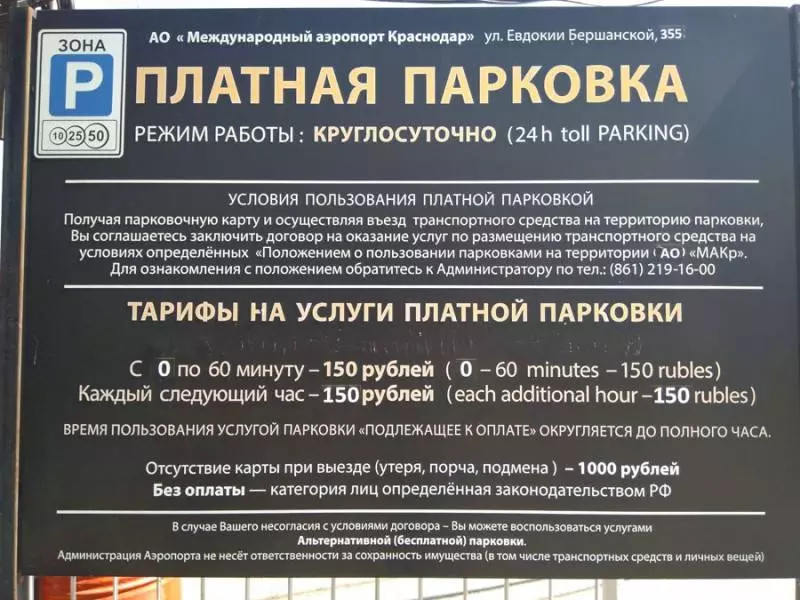 ЗОНА
P
10 25 50
АО « Международный аэропорт Краснодар» ул. Евдокии Бершанской, 355
ПЛАТНАЯ ПАРКОВКА
РЕЖИМ РАБОТЫ : КРУГЛОСУТОЧНО (24 h toll PARKING)
УСЛОВИЯ ПОЛЬЗОВАНИЯ ПЛАТНОЙ ПАРКОВКОЙ
Получая парковочную карту и осуществляя въезд транспортного средства на территорию парковки,
Вы соглашаетесь заключить договор на оказание услуг по размещению транспортного средства на
условиях определённых «Положением о пользовании парковками на территории (АО) «МАКр».
Для ознакомления с положением обратитесь к Администратору по тел.: (861) 219-16-00
ТАРИФЫ НА УСЛУГИ ПЛАТНОЙ ПАРКОВКИ
С 0 по 60 минуту – 150 рублей ( 0 – 60 minutes – 150 rubles)
Каждый следующий час – 150 рублей (each additional hour – 150 rubles)
ВРЕМЯ ПОЛЬЗОВАНИЯ УСЛУГОЙ ПАРКОВКИ «ПОДЛЕЖАЩЕЕ К ОПЛАТЕ» ОКРУГЛЯЕТСЯ ДО ПОЛНОГО ЧАСА.
Отсутствие карты при выезде (утеря, порча, подмена ) – 1000 рублей
Без оплаты — категория лиц определённая законодательством РФ
В случае Вашего несогласия с условиями договора – Вы можете воспользоваться услугами
Альтернативной (бесплатной) парковки.
Администрация Аэропорта не несёт ответственности за сохранность имущества (в том числе транспортных средств и личных вещей)